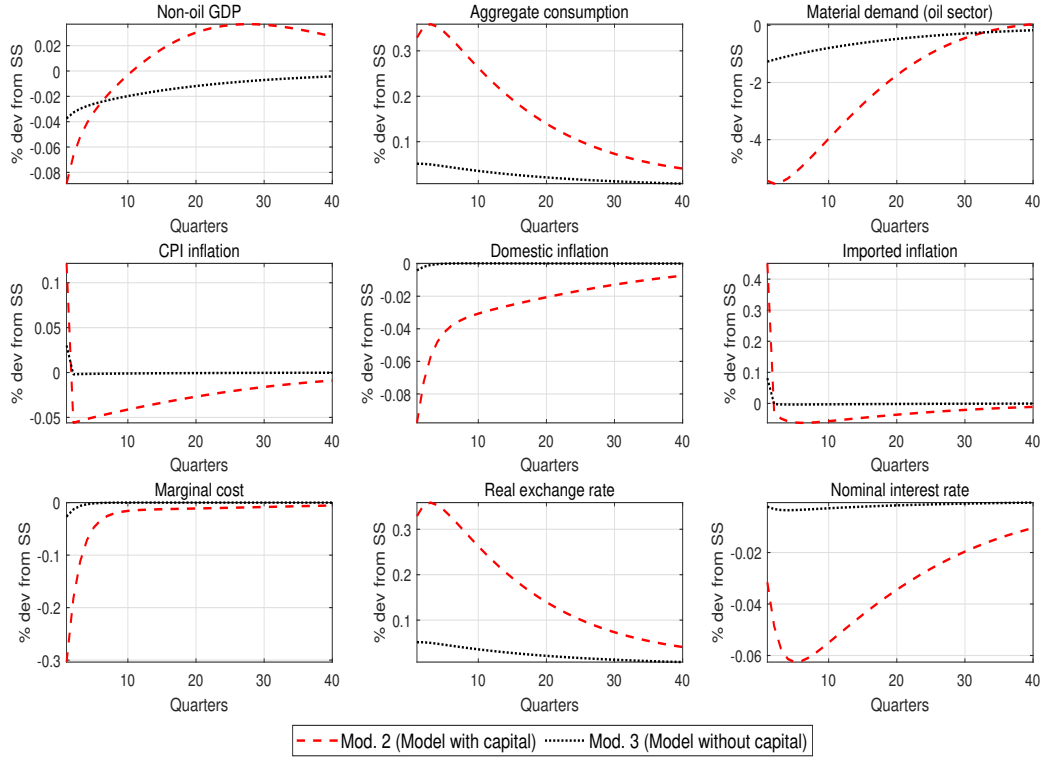 Non-oil GDP
Aggregate consumption
Material demand (oil sector)
% dev from SS
0.02
0
-0.02
-0.04
-0.06
-0.08
10 20 30 40
Quarters
% dev from SS
0.3
0.2
0.1
10 20 30 40
Quarters
% dev from SS
0
-2
-4
10 20 30 40
Quarters
CPI inflation
Domestic inflation
Imported inflation
% dev from SS
0.1
0.05
0
-0.05
10 20 30 40
Quarters
% dev from SS
0
-0.02
-0.04
-0.06
-0.08
10 20 30 40
Quarters
% dev from SS
0.4
0.3
0.2
0.1
0
10 20 30 40
Quarters
Marginal cost
Real exchange rate
Nominal interest rate
% dev from SS
0
-0.1
-0.2
-0.3
10 20 30 40
Quarters
% dev from SS
0.3
0.2
0.1
10 20 30 40
Quarters
% dev from SS
-0.02
-0.04
-0.06
10 20 30 40
Quarters
Mod. 2 (Model with capital) Mod. 3 (Model without capital)